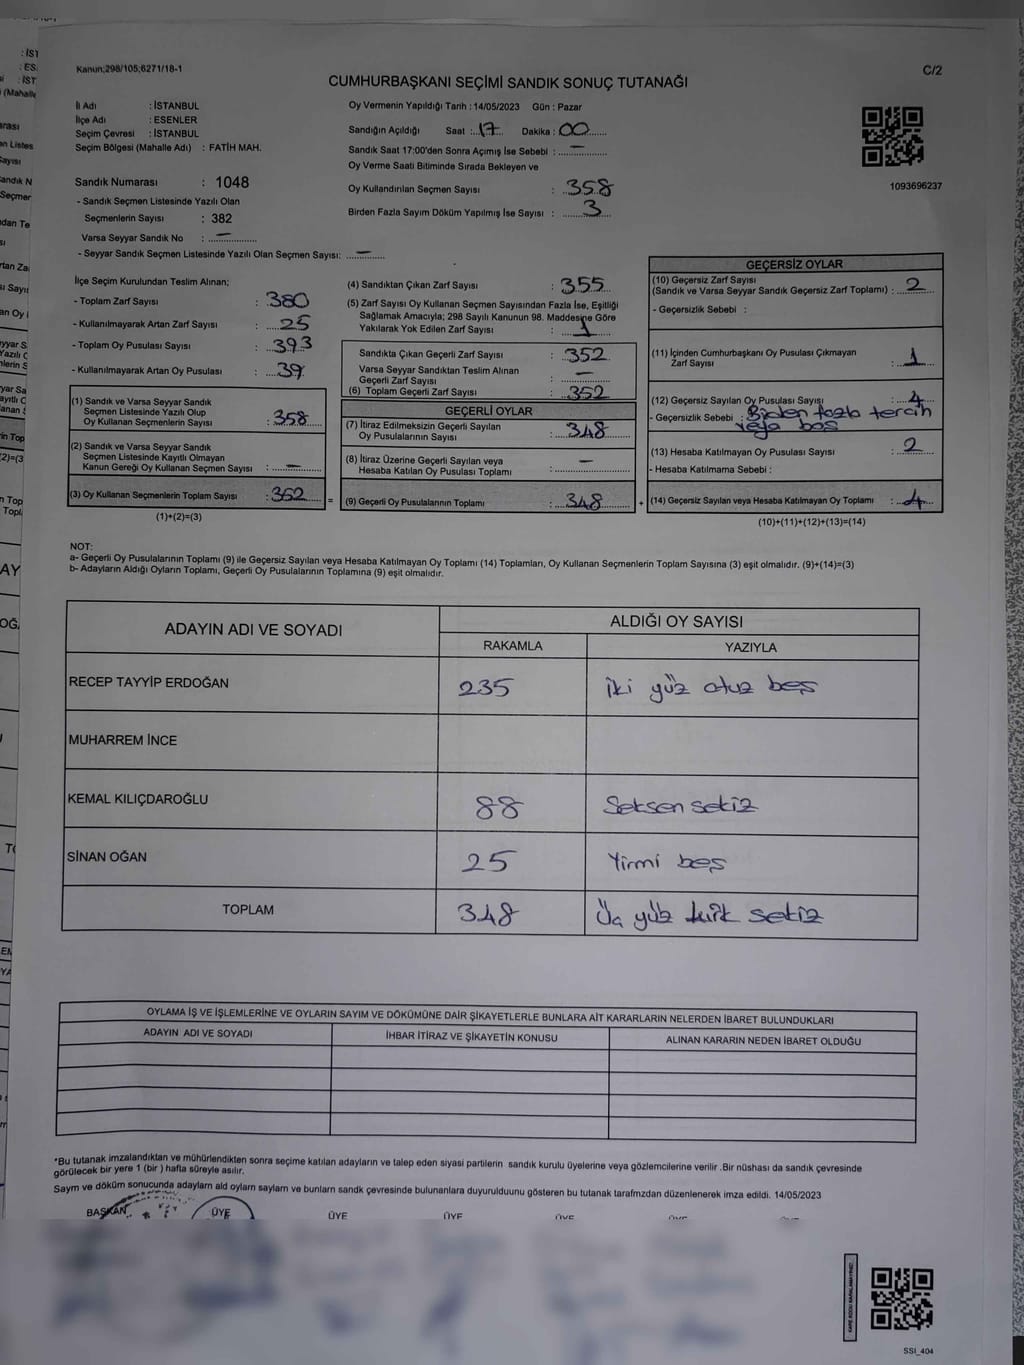 Kanun:298/105;6271/18-1
C/2
CUMHURBAŞKANI SEÇİMİ SANDIK SONUÇ TUTANAĞI
İl Adı : İSTANBUL
İlçe Adı : ESENLER
Seçim Çevresi : İSTANBUL
Seçim Bölgesi (Mahalle Adı) : FATİH MAH.
Sandık Numarası : 1048
- Sandık Seçmen Listesinde Yazılı Olan
Seçmenlerin Sayısı : 382
Varsa Seyyar Sandık No : —
- Seyyar Sandık Seçmen Listesinde Yazılı Olan Seçmen Sayısı: —
Oy Vermenin Yapıldığı Tarih : 14/05/2023 Gün : Pazar
Sandığın Açıldığı Saat : 17 Dakika : 00
Sandık Saat 17:00'den Sonra Açımış İse Sebebi : —
Oy Verme Saati Bitiminde Sırada Bekleyen ve
Oy Kullandırılan Seçmen Sayısı : 358
Birden Fazla Sayım Döküm Yapılmış İse Sayısı : 3
1093696237
İlçe Seçim Kurulundan Teslim Alınan;
- Toplam Zarf Sayısı : 380
- Kullanılmayarak Artan Zarf Sayısı : 25
- Toplam Oy Pusulası Sayısı : 393
- Kullanılmayarak Artan Oy Pusulası : 39
(1) Sandık ve Varsa Seyyar Sandık
Seçmen Listesinde Yazılı Olup
Oy Kullanan Seçmenlerin Sayısı : 358
(2) Sandık ve Varsa Seyyar Sandık
Seçmen Listesinde Kayıtlı Olmayan
Kanun Gereği Oy Kullanan Seçmen Sayısı : —
(3) Oy Kullanan Seçmenlerin Toplam Sayısı : 352
(1)+(2)=(3)
=
(4) Sandıktan Çıkan Zarf Sayısı : 355
(5) Zarf Sayısı Oy Kullanan Seçmen Sayısından Fazla İse, Eşitliği
Sağlamak Amacıyla; 298 Sayılı Kanunun 98. Maddesine Göre
Yakılarak Yok Edilen Zarf Sayısı : 1
Sandıkta Çıkan Geçerli Zarf Sayısı : 352
Varsa Seyyar Sandıktan Teslim Alınan
Geçerli Zarf Sayısı : —
(6) Toplam Geçerli Zarf Sayısı : 352
GEÇERLİ OYLAR
(7) İtiraz Edilmeksizin Geçerli Sayılan
Oy Pusulalarının Sayısı : 348
(8) İtiraz Üzerine Geçerli Sayılan veya
Hesaba Katılan Oy Pusulası Toplamı : —
(9) Geçerli Oy Pusulalarının Toplamı : 348
+
GEÇERSİZ OYLAR
(10) Geçersiz Zarf Sayısı
(Sandık ve Varsa Seyyar Sandık Geçersiz Zarf Toplamı) : 2
- Geçersizlik Sebebi :
(11) İçinden Cumhurbaşkanı Oy Pusulası Çıkmayan
Zarf Sayısı : 1
(12) Geçersiz Sayılan Oy Pusulası Sayısı : 4
- Geçersizlik Sebebi : Birden fazla tercih
veya boş
(13) Hesaba Katılmayan Oy Pusulası Sayısı : 2
- Hesaba Katılmama Sebebi :
(14) Geçersiz Sayılan veya Hesaba Katılmayan Oy Toplamı : 4
(10)+(11)+(12)+(13)=(14)
NOT:
a- Geçerli Oy Pusulalarının Toplamı (9) ile Geçersiz Sayılan veya Hesaba Katılmayan Oy Toplamı (14) Toplamları, Oy Kullanan Seçmenlerin Toplam Sayısına (3) eşit olmalıdır. (9)+(14)=(3)
b- Adayların Aldığı Oyların Toplamı, Geçerli Oy Pusulalarının Toplamına (9) eşit olmalıdır.
ADAYIN ADI VE SOYADI
ALDIĞI OY SAYISI
RAKAMLA YAZIYLA
RECEP TAYYİP ERDOĞAN 235 iki yüz otuz beş
MUHARREM İNCE
KEMAL KILIÇDAROĞLU 88 Seksen sekiz
SİNAN OĞAN 25 Yirmi beş
TOPLAM 348 Üç yüz kırk sekiz
OYLAMA İŞ VE İŞLEMLERİNE VE OYLARIN SAYIM VE DÖKÜMÜNE DAİR ŞİKAYETLERLE BUNLARA AİT KARARLARIN NELERDEN İBARET BULUNDUKLARI
ADAYIN ADI VE SOYADI İHBAR İTİRAZ VE ŞİKAYETİN KONUSU ALINAN KARARIN NEDEN İBARET OLDUĞU
*Bu tutanak imzalandıktan ve mühürlendikten sonra seçime katılan adayların ve talep eden siyasi partilerin sandık kurulu üyelerine veya gözlemcilerine verilir .Bir nüshası da sandık çevresinde
görülecek bir yere 1 (bir ) hafta süreyle asılır.
Sayım ve döküm sonucunda adayların ald oyların saylam ve bunların sandk çevresinde bulunanlara duyurulduunu gösteren bu tutanak tarafmzdan düzenlenerek imza edildi. 14/05/2023
BAŞKAN ÜYE ÜYE ÜYE ÜYE
SSI_404